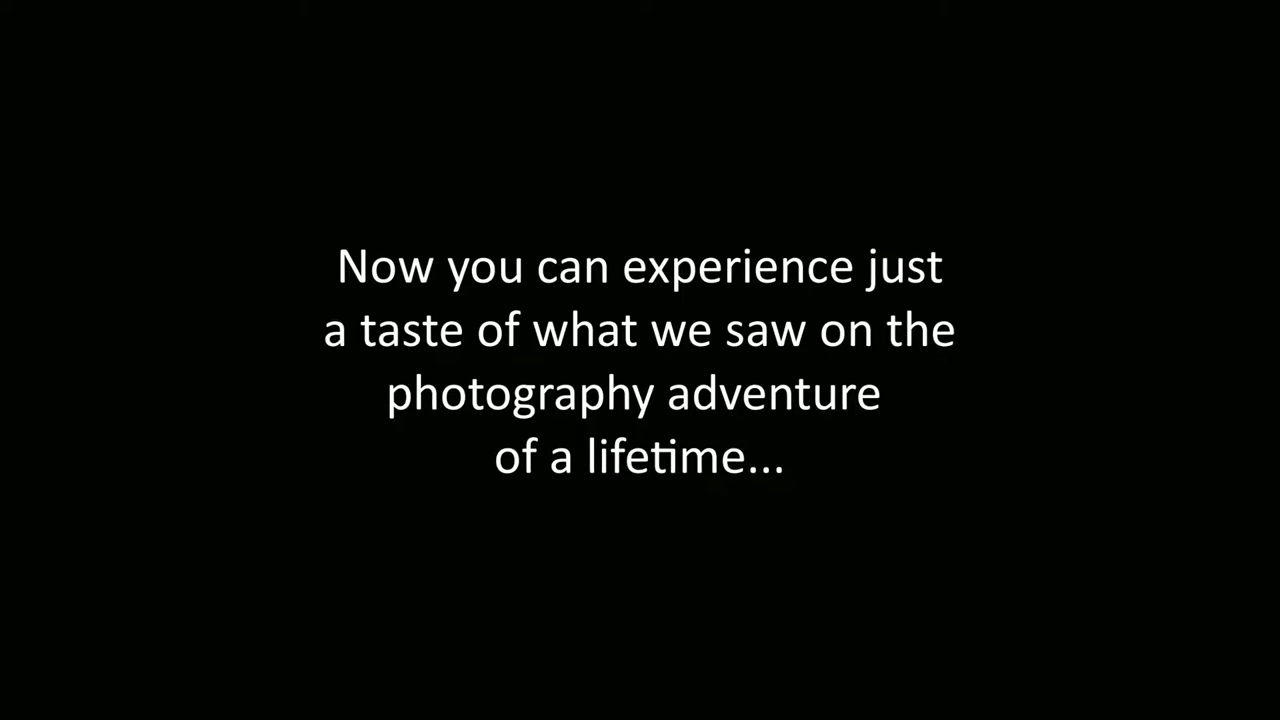 Now you can experience just
a taste of what we saw on the
photography adventure
of a lifetime...